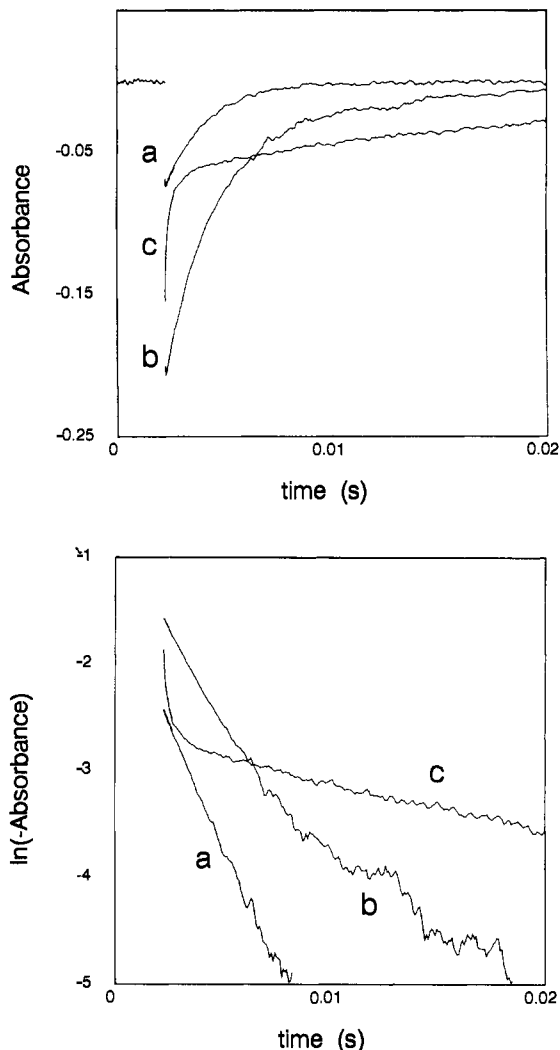 Absorbance
-0.05
-0.15
-0.25
a
c
b
0
0.01
0.02
time (s)
ln(-Absorbance)
-1
-2
-3
-4
-5
c
a
b
0
0.01
0.02
time (s)